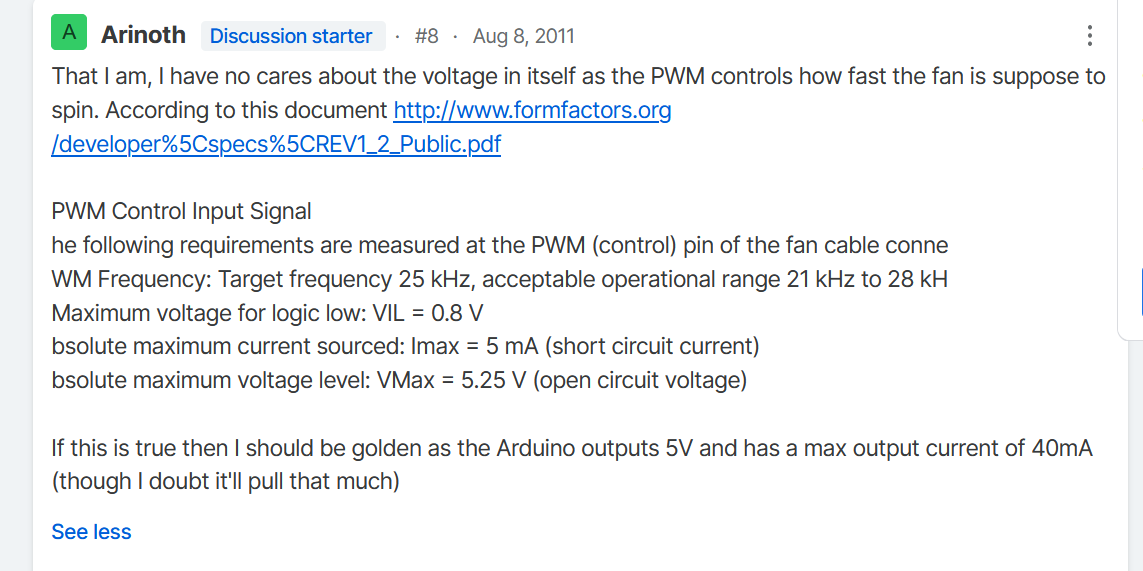 A Arinoth Discussion starter · #8 · Aug 8, 2011
That I am, I have no cares about the voltage in itself as the PWM controls how fast the fan is suppose to
spin. According to this document http://www.formfactors.org
/developer%5Cspecs%5CREV1_2_Public.pdf
PWM Control Input Signal
he following requirements are measured at the PWM (control) pin of the fan cable conne
WM Frequency: Target frequency 25 kHz, acceptable operational range 21 kHz to 28 kH
Maximum voltage for logic low: VIL = 0.8 V
bsolute maximum current sourced: Imax = 5 mA (short circuit current)
bsolute maximum voltage level: VMax = 5.25 V (open circuit voltage)
If this is true then I should be golden as the Arduino outputs 5V and has a max output current of 40mA
(though I doubt it'll pull that much)
See less